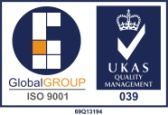 GlobalGROUP
ISO 9001
UKAS
QUALITY
MANAGEMENT
039
69Q13194